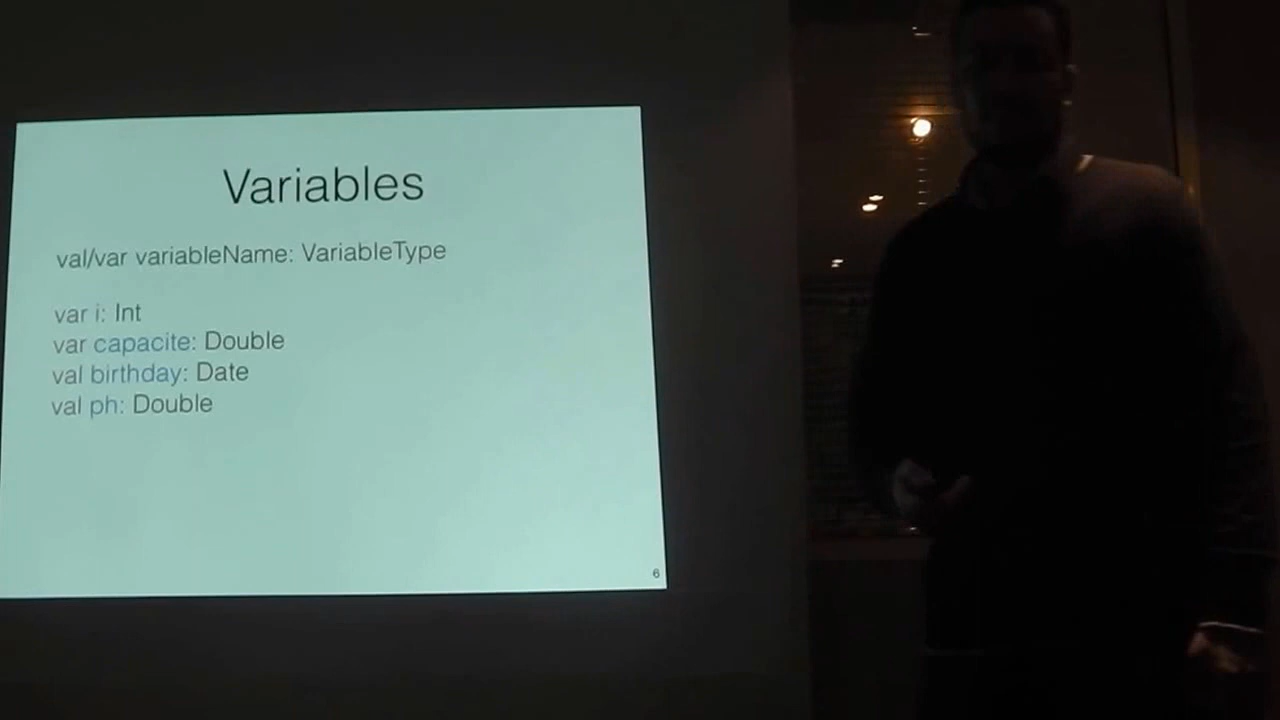 Variables
val/var variableName: VariableType
var i: Int
var capacite: Double
val birthday: Date
val ph: Double
6